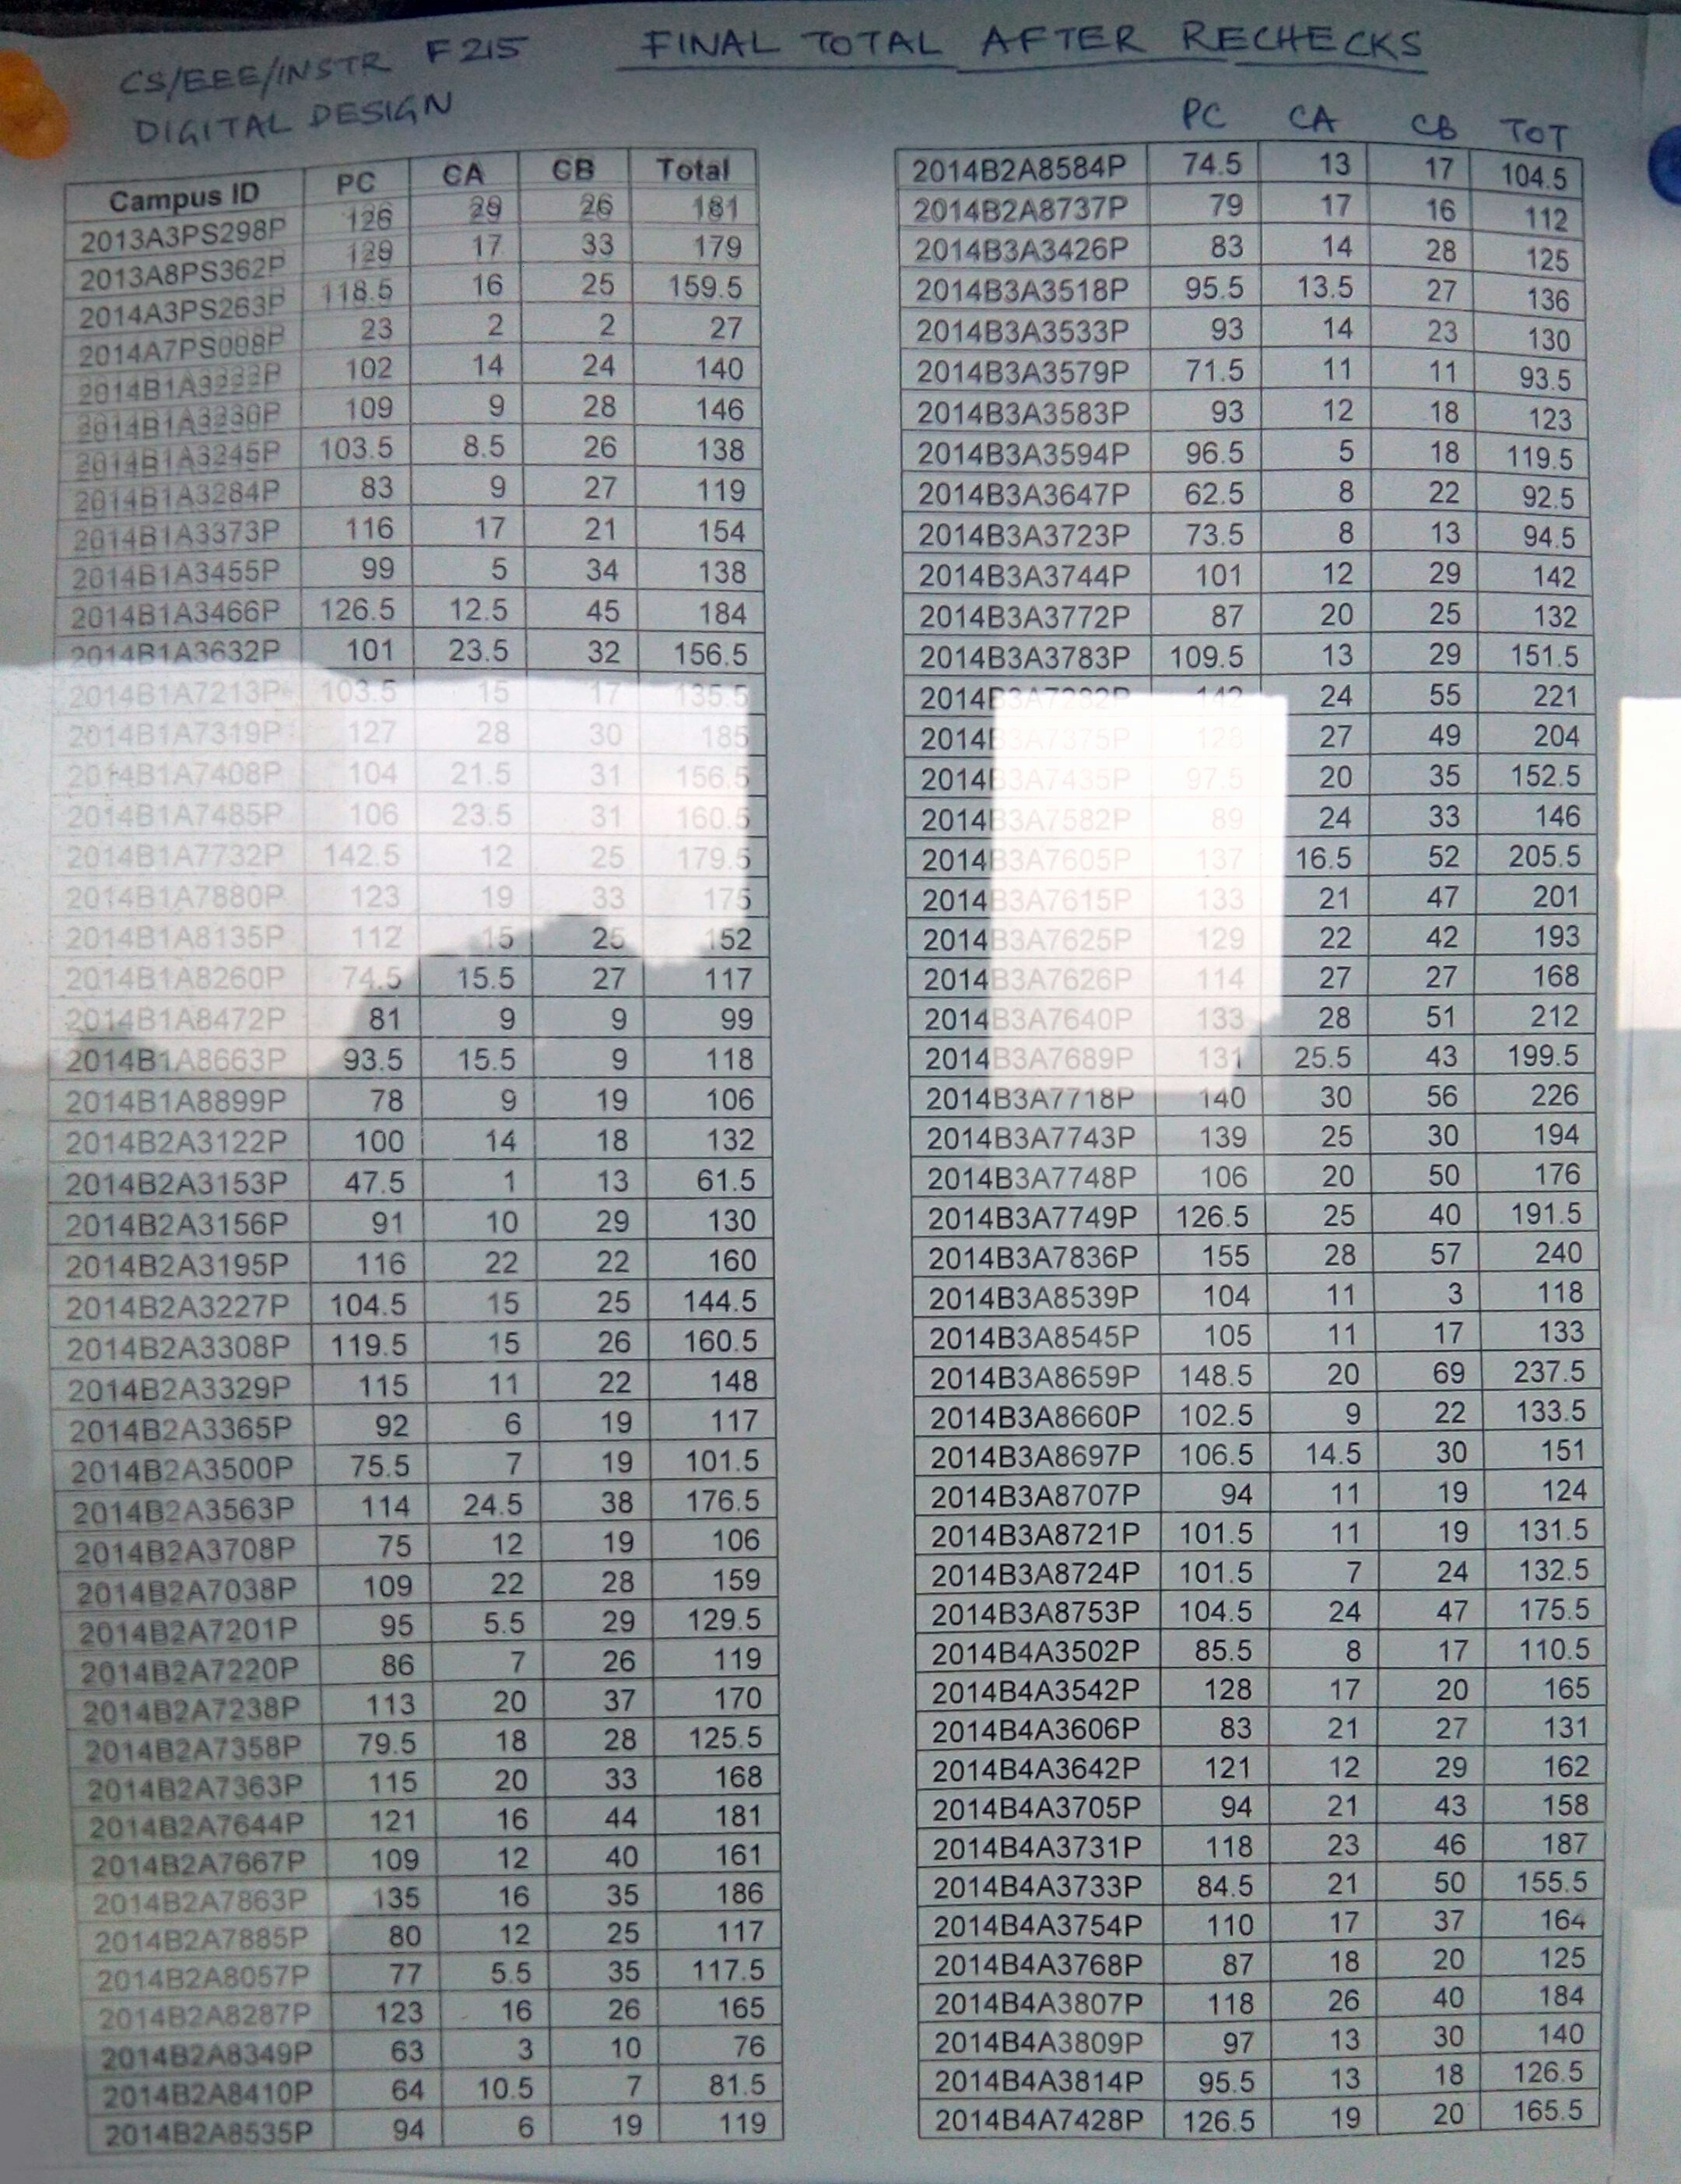 CS/EEE/INSTR F215 FINAL TOTAL AFTER RECHECKS
DIGITAL DESIGN
Campus ID PC CA CB Total
2013A3PS298P 126 29 26 181
2013A8PS362P 129 17 33 179
2014A3PS263P 118.5 16 25 159.5
2014A7PS008P 23 2 2 27
102 14 24 140
2014B1A3230P 109 9 28 146
2014B1A3245P 103.5 8.5 26 138
2014B1A3284P 83 9 27 119
2014B1A3373P 116 17 21 154
2014B1A3455P 99 5 34 138
2014B1A3466P 126.5 12.5 45 184
2014B1A3632P 101 23.5 32 156.5
2014B1A7213P 103.5 15 17 135.5
2014B1A7319P 127 28 30 185
2014B1A7408P 104 21.5 31 156.5
2014B1A7485P 106 23.5 31 160.5
2014B1A7732P 142.5 12 25 179.5
2014B1A7880P 123 19 33 175
2014B1A8135P 112 15 25 152
2014B1A8260P 74.5 15.5 27 117
2014B1A8472P 81 9 9 99
2014B1A8663P 93.5 15.5 9 118
2014B1A8899P 78 9 19 106
2014B2A3122P 100 14 18 132
2014B2A3153P 47.5 1 13 61.5
2014B2A3156P 91 10 29 130
2014B2A3195P 116 22 22 160
2014B2A3227P 104.5 15 25 144.5
2014B2A3308P 119.5 15 26 160.5
2014B2A3329P 115 11 22 148
2014B2A3365P 92 6 19 117
2014B2A3500P 75.5 7 19 101.5
2014B2A3563P 114 24.5 38 176.5
2014B2A3708P 75 12 19 106
2014B2A7038P 109 22 28 159
2014B2A7201P 95 5.5 29 129.5
2014B2A7220P 86 7 26 119
2014B2A7238P 113 20 37 170
2014B2A7358P 79.5 18 28 125.5
2014B2A7363P 115 20 33 168
2014B2A7644P 121 16 44 181
2014B2A7667P 109 12 40 161
2014B2A7863P 135 16 35 186
2014B2A7885P 80 12 25 117
2014B2A8057P 77 5.5 35 117.5
2014B2A8287P 123 16 26 165
2014B2A8349P 63 3 10 76
2014B2A8410P 64 10.5 7 81.5
2014B2A8535P 94 6 19 119
PC CA CB TOT
2014B2A8584P 74.5 13 17 104.5
2014B2A8737P 79 17 16 112
2014B3A3426P 83 14 28 125
2014B3A3518P 95.5 13.5 27 136
2014B3A3533P 93 14 23 130
2014B3A3579P 71.5 11 11 93.5
2014B3A3583P 93 12 18 123
2014B3A3594P 96.5 5 18 119.5
2014B3A3647P 62.5 8 22 92.5
2014B3A3723P 73.5 8 13 94.5
2014B3A3744P 101 12 29 142
2014B3A3772P 87 20 25 132
2014B3A3783P 109.5 13 29 151.5
142 24 55 221
2014B3A7375P 128 27 49 204
2014B3A7435P 97.5 20 35 152.5
2014B3A7582P 89 24 33 146
2014B3A7605P 137 16.5 52 205.5
2014B3A7615P 133 21 47 201
2014B3A7625P 129 22 42 193
2014B3A7626P 114 27 27 168
2014B3A7640P 133 28 51 212
2014B3A7689P 131 25.5 43 199.5
2014B3A7718P 140 30 56 226
2014B3A7743P 139 25 30 194
2014B3A7748P 106 20 50 176
2014B3A7749P 126.5 25 40 191.5
2014B3A7836P 155 28 57 240
2014B3A8539P 104 11 3 118
2014B3A8545P 105 11 17 133
2014B3A8659P 148.5 20 69 237.5
2014B3A8660P 102.5 9 22 133.5
2014B3A8697P 106.5 14.5 30 151
2014B3A8707P 94 11 19 124
2014B3A8721P 101.5 11 19 131.5
2014B3A8724P 101.5 7 24 132.5
2014B3A8753P 104.5 24 47 175.5
2014B4A3502P 85.5 8 17 110.5
2014B4A3542P 128 17 20 165
2014B4A3606P 83 21 27 131
2014B4A3642P 121 12 29 162
2014B4A3705P 94 21 43 158
2014B4A3731P 118 23 46 187
2014B4A3733P 84.5 21 50 155.5
2014B4A3754P 110 17 37 164
2014B4A3768P 87 18 20 125
2014B4A3807P 118 26 40 184
2014B4A3809P 97 13 30 140
2014B4A3814P 95.5 13 18 126.5
2014B4A7428P 126.5 19 20 165.5